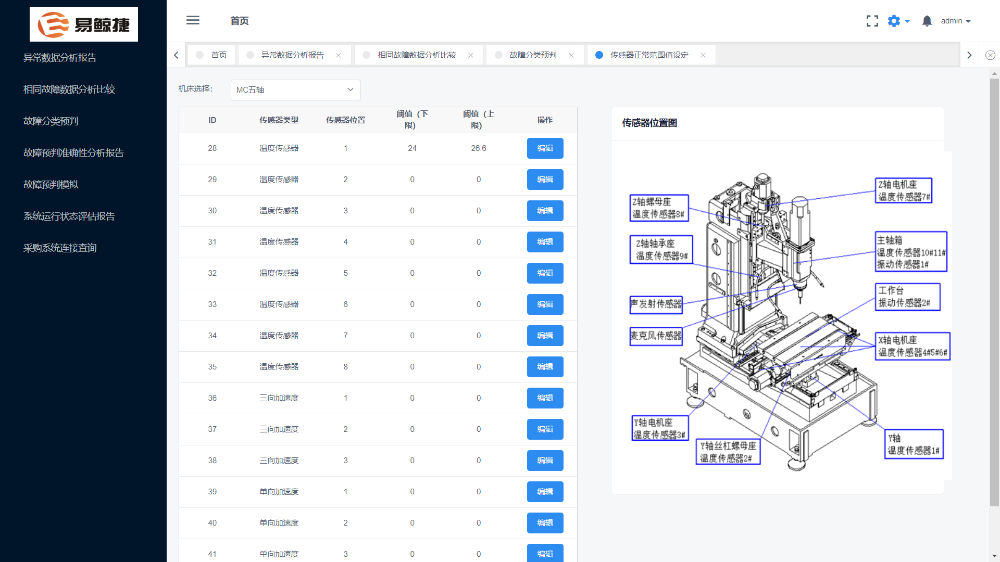 易鲸捷
异常数据分析报告
相同故障数据分析比较
故障分类预判
故障预判准确性分析报告
故障预判模拟
系统运行状态评估报告
采购系统连接查询
首页
admin
首页
异常数据分析报告
相同故障数据分析比较
故障分类预判
传感器正常范围值设定
机床选择：
MC五轴
ID 传感器类型 传感器位置 阈值（下限） 阈值（上限） 操作
28 温度传感器 1 24 26.6 编辑
29 温度传感器 2 0 0 编辑
30 温度传感器 3 0 0 编辑
31 温度传感器 4 0 0 编辑
32 温度传感器 5 0 0 编辑
33 温度传感器 6 0 0 编辑
34 温度传感器 7 0 0 编辑
35 温度传感器 8 0 0 编辑
36 三向加速度 1 0 0 编辑
37 三向加速度 2 0 0 编辑
38 三向加速度 3 0 0 编辑
39 单向加速度 1 0 0 编辑
40 单向加速度 2 0 0 编辑
41 单向加速度 3 0 0 编辑
传感器位置图
Z轴电机座
温度传感器7#
Z轴螺母座
温度传感器8#
Z轴轴承座
温度传感器9#
主轴箱
温度传感器10#11#
振动传感器1#
工作台
振动传感器2#
声发射传感器
麦克风传感器
X轴电机座
温度传感器4#5#6#
Y轴电机座
温度传感器3#
Y轴丝杠螺母座
温度传感器2#
Y轴
温度传感器1#